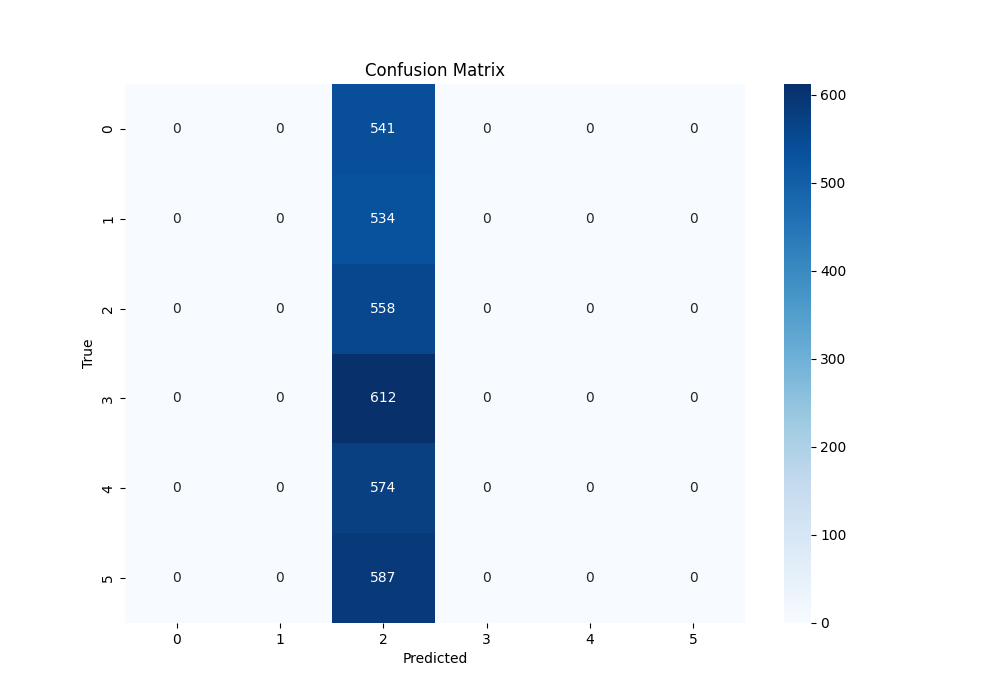 Confusion Matrix
0 0 0 541 0 0 0
1 0 0 534 0 0 0
2 0 0 558 0 0 0
3 0 0 612 0 0 0
4 0 0 574 0 0 0
5 0 0 587 0 0 0
True
0 1 2 3 4 5
Predicted
600
500
400
300
200
100
0